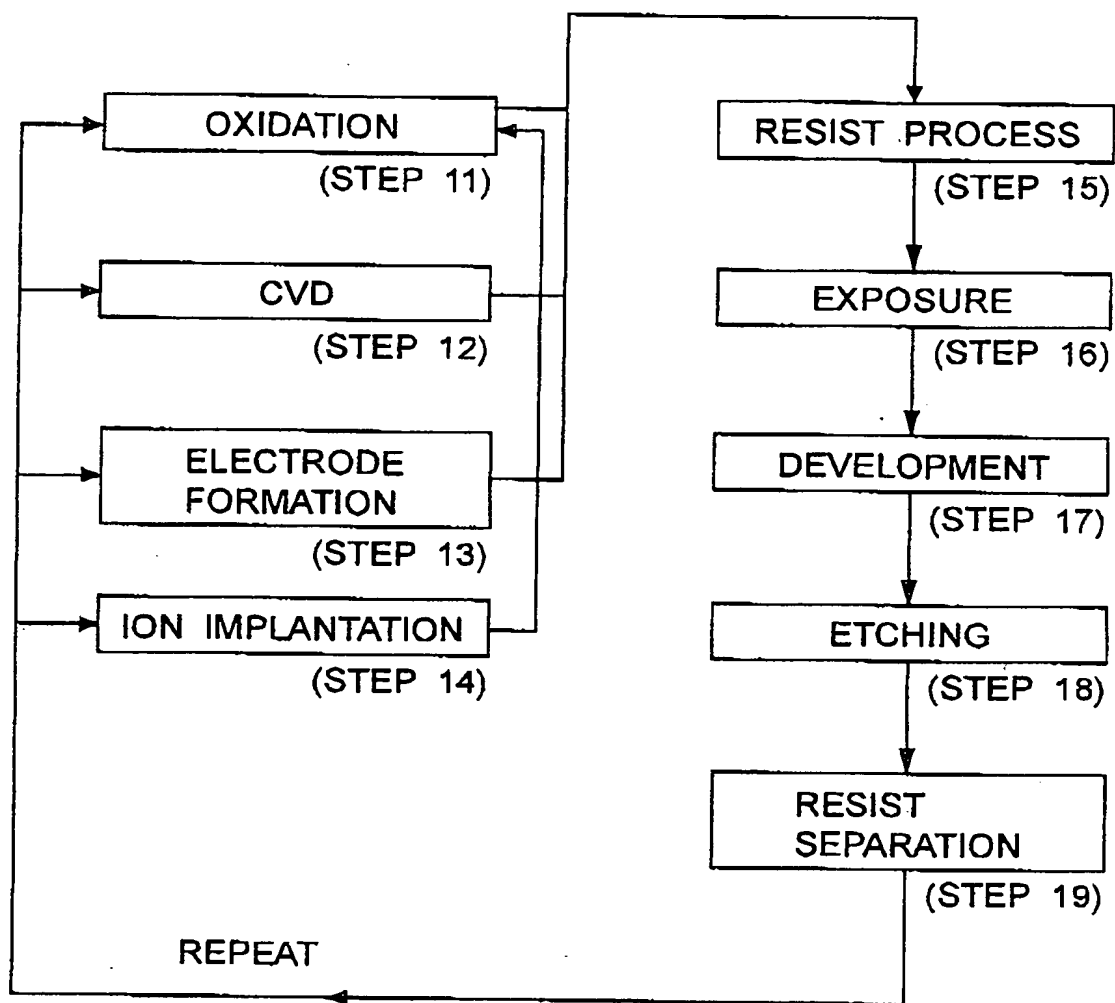 OXIDATION
(STEP 11)
CVD
(STEP 12)
ELECTRODE
FORMATION
(STEP 13)
ION IMPLANTATION
(STEP 14)
RESIST PROCESS
(STEP 15)
EXPOSURE
(STEP 16)
DEVELOPMENT
(STEP 17)
ETCHING
(STEP 18)
RESIST
SEPARATION
(STEP 19)
REPEAT